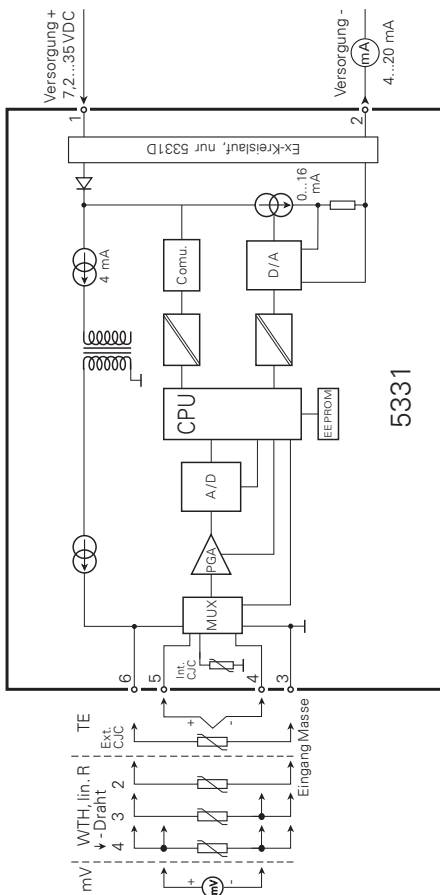 Versorgung +
7,2...35 VDC
Versorgung -
mA
4...20 mA
1
2
Ex-Kreislauf, nur 5331D
4 mA
0...16
mA
Comu.
D/A
CPU
EEPROM
5331
A/D
PGA
MUX
Int.
CJC
6
5
4
3
TE
Ext.
CJC
+
-
Eingang Masse
WTH, lin. R
- Draht
2
3
4
mV
+
mV
-